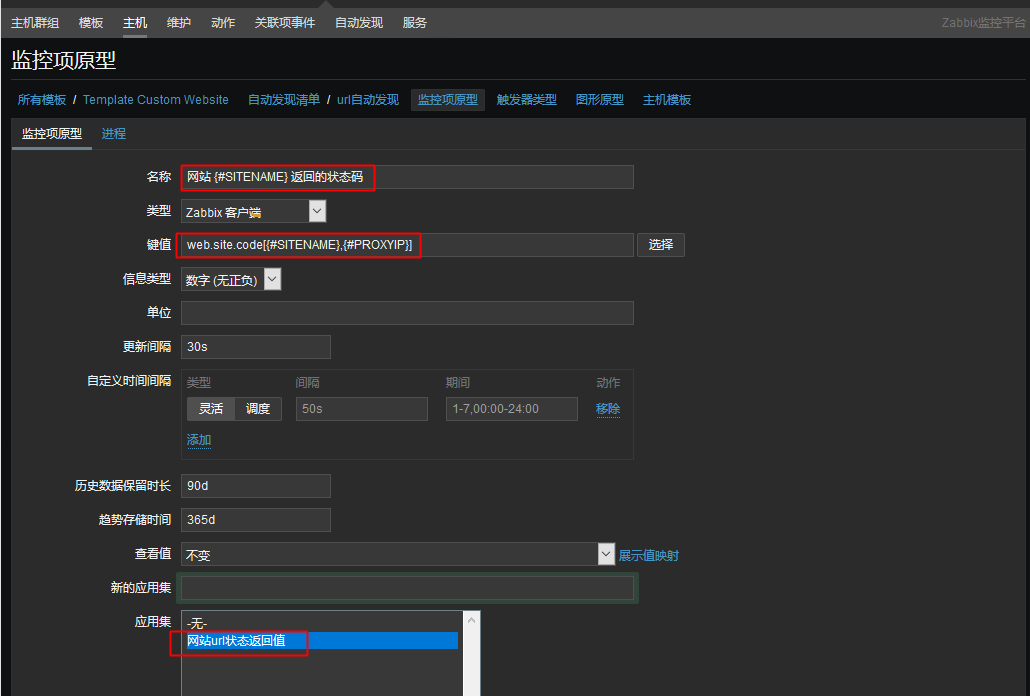 主机群组 模板 主机 维护 动作 关联项事件 自动发现 服务 Zabbix监控平台
监控项原型
所有模板 / Template Custom Website 自动发现清单 / url自动发现 监控项原型 触发器类型 图形原型 主机模板
监控项原型 进程
名称 网站 {#SITENAME} 返回的状态码
类型 Zabbix 客户端
键值 web.site.code[{#SITENAME},{#PROXYIP}] 选择
信息类型 数字 (无正负)
单位
更新间隔 30s
自定义时间间隔 类型 间隔 期间 动作
灵活 调度 50s 1-7,00:00-24:00 移除
添加
历史数据保留时长 90d
趋势存储时间 365d
查看值 不变 展示值映射
新的应用集
应用集 -无-
网站url状态返回值